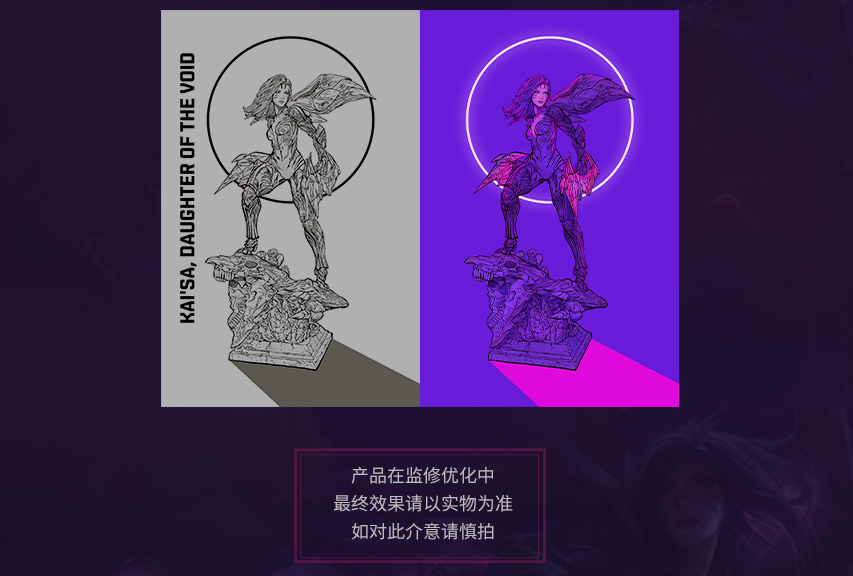 KAI'SA, DAUGHTER OF THE VOID
产品在监修优化中
最终效果请以实物为准
如对此介意请慎拍